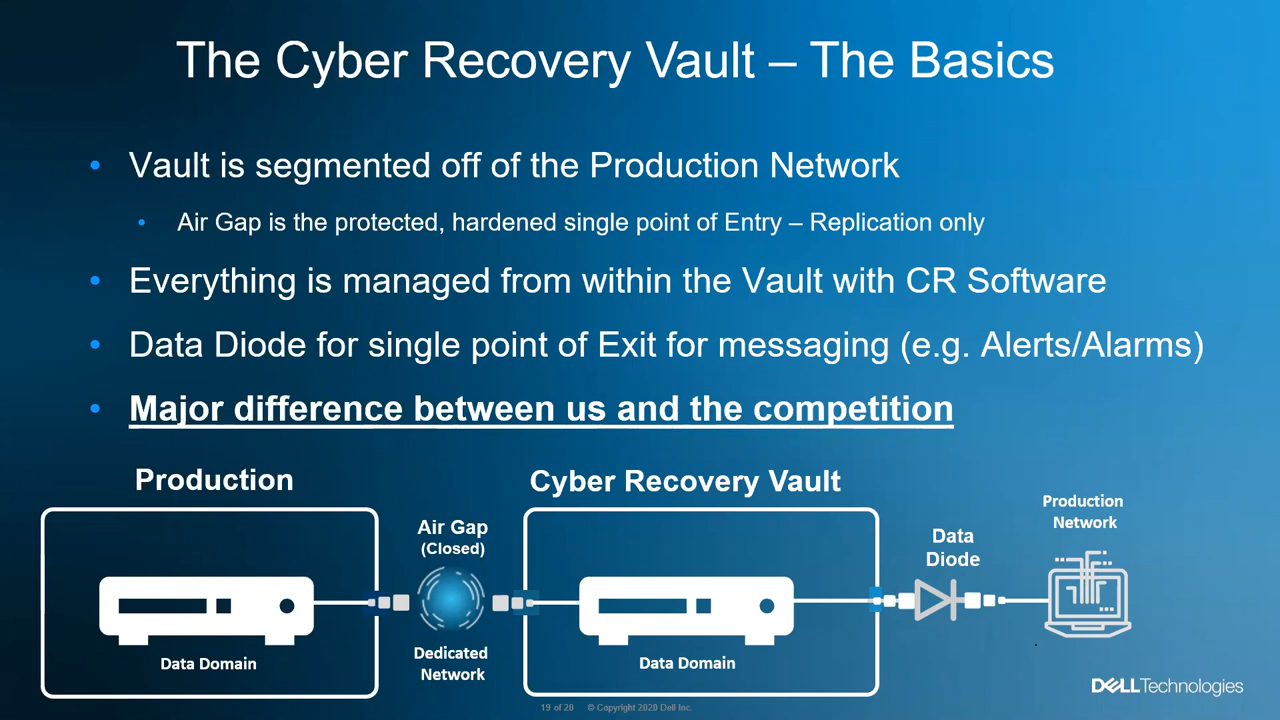 The Cyber Recovery Vault – The Basics
• Vault is segmented off of the Production Network
• Air Gap is the protected, hardened single point of Entry – Replication only
• Everything is managed from within the Vault with CR Software
• Data Diode for single point of Exit for messaging (e.g. Alerts/Alarms)
• Major difference between us and the competition
Production
Data Domain
Air Gap
(Closed)
Dedicated
Network
Cyber Recovery Vault
Data Domain
Data
Diode
Production
Network
DELLTechnologies
19 of 20 © Copyright 2020 Dell Inc.